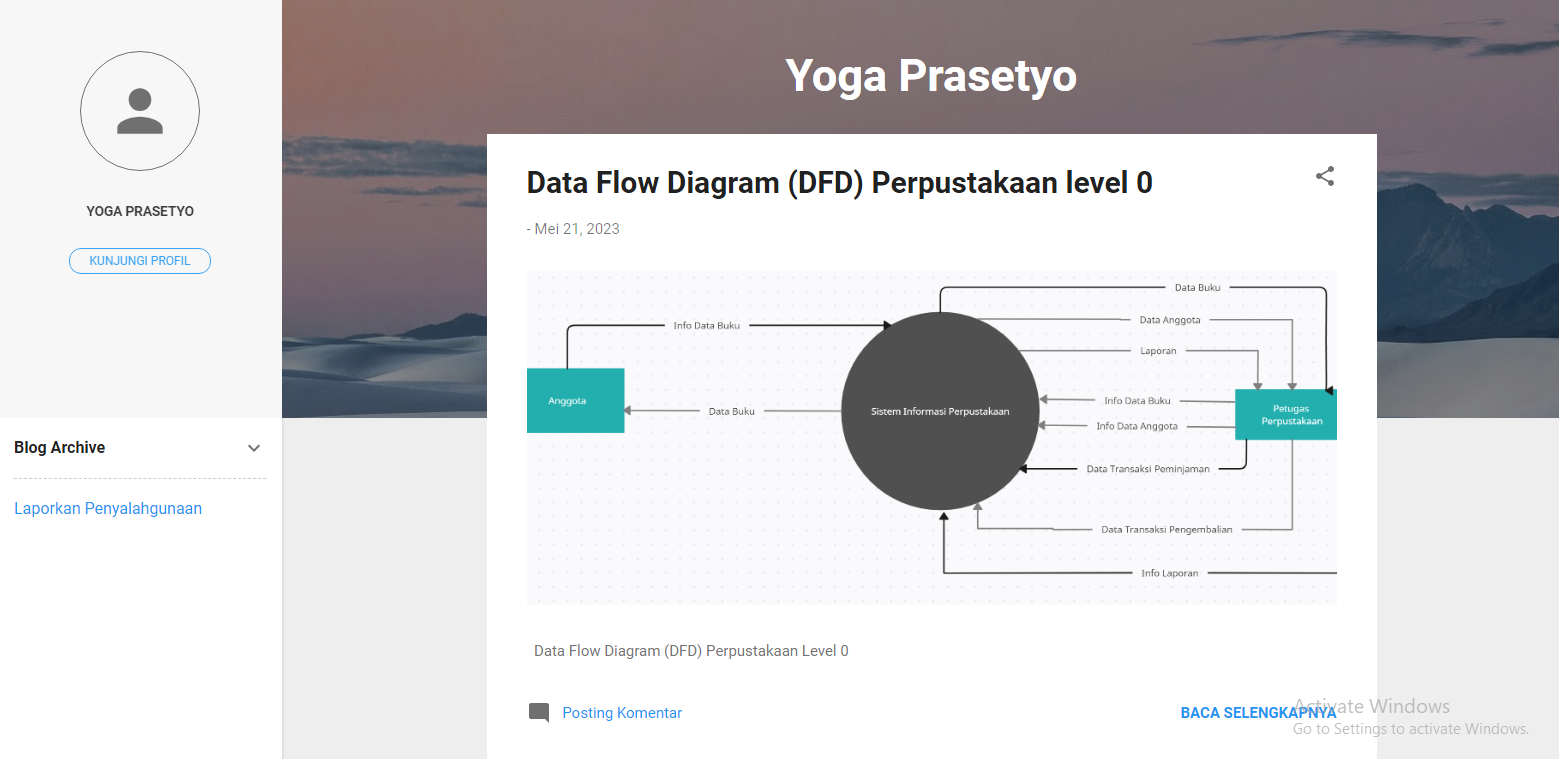 YOGA PRASETYO
KUNJUNGI PROFIL
Blog Archive
Laporkan Penyalahgunaan
Yoga Prasetyo
Data Flow Diagram (DFD) Perpustakaan level 0
- Mei 21, 2023
Data Buku
Data Anggota
Info Data Buku
Laporan
Anggota
Data Buku
Sistem Informasi Perpustakaan
Info Data Buku
Info Data Anggota
Petugas
Perpustakaan
Data Transaksi Peminjaman
Data Transaksi Pengembalian
Info Laporan
Data Flow Diagram (DFD) Perpustakaan Level 0
Posting Komentar
BACA SELENGKAPNYA
Activate Windows
Go to Settings to activate Windows.